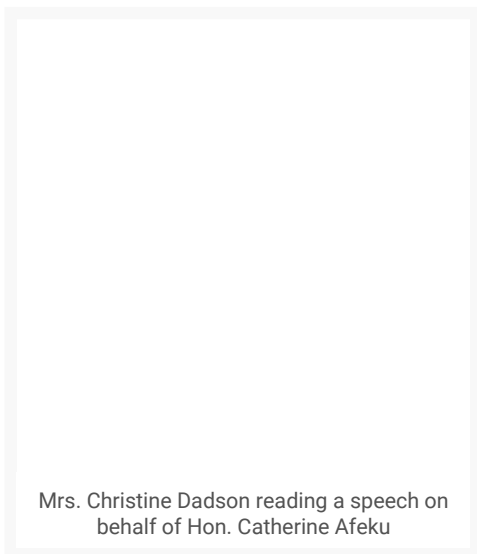 Mrs. Christine Dadson reading a speech on
behalf of Hon. Catherine Afeku